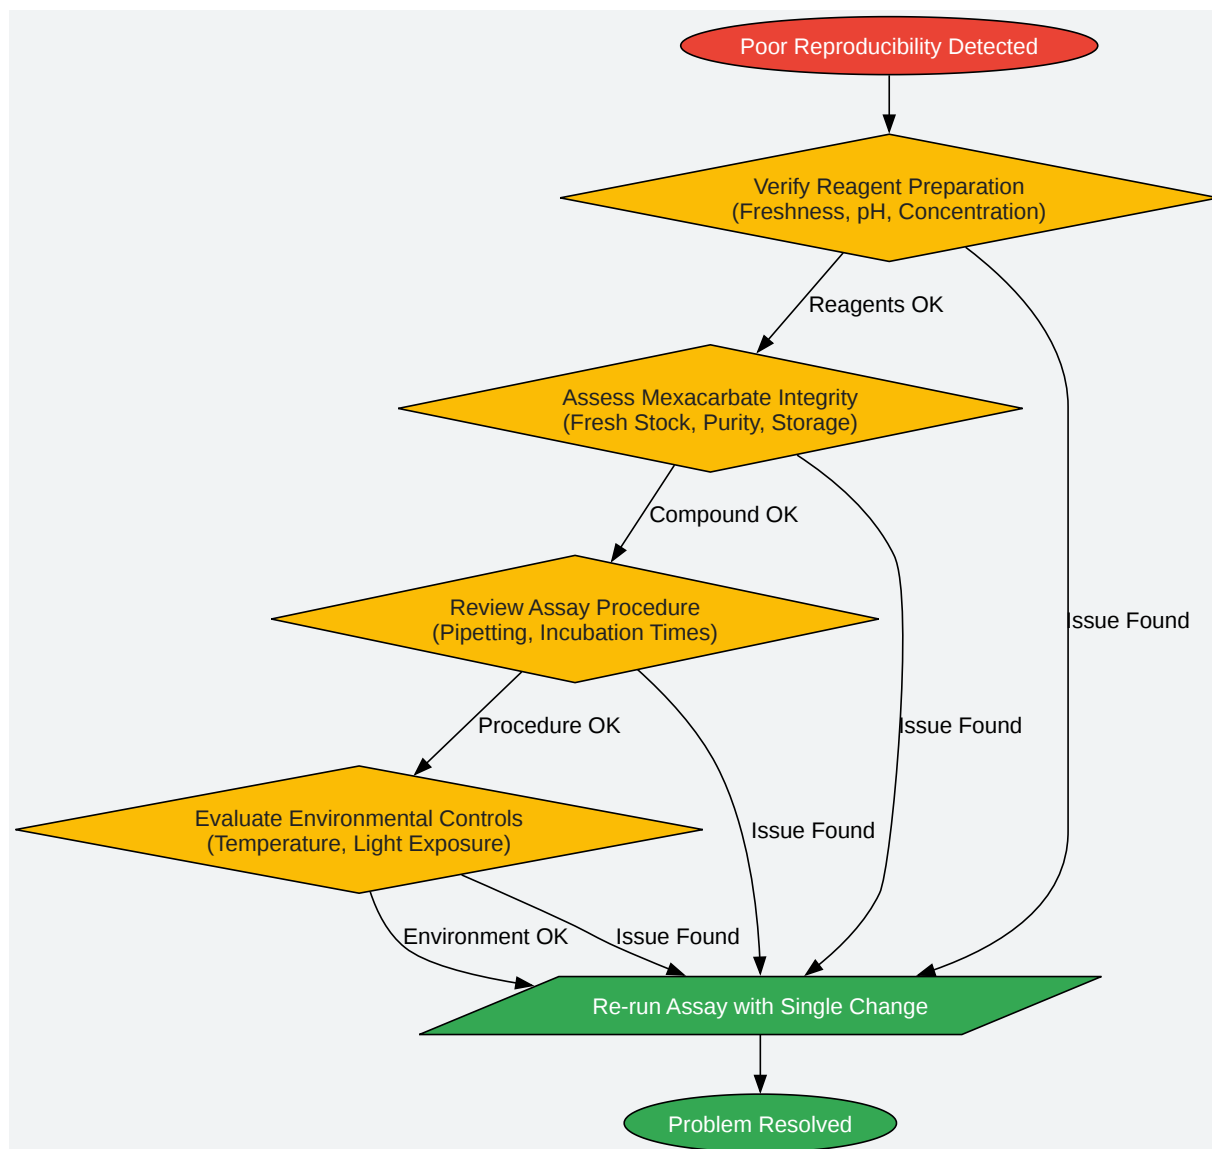 Poor Reproducibility Detected
Verify Reagent Preparation
(Freshness, pH, Concentration)
Reagents OK
Assess Mexacarbate Integrity
(Fresh Stock, Purity, Storage)
Compound OK
Review Assay Procedure
(Pipetting, Incubation Times)
Issue Found
Procedure OK
Issue Found
Evaluate Environmental Controls
(Temperature, Light Exposure)
Issue Found
Environment OK
Issue Found
Re-run Assay with Single Change
Problem Resolved